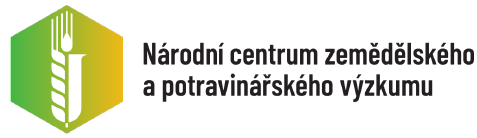 Národní centrum zemědělského
a potravinářského výzkumu